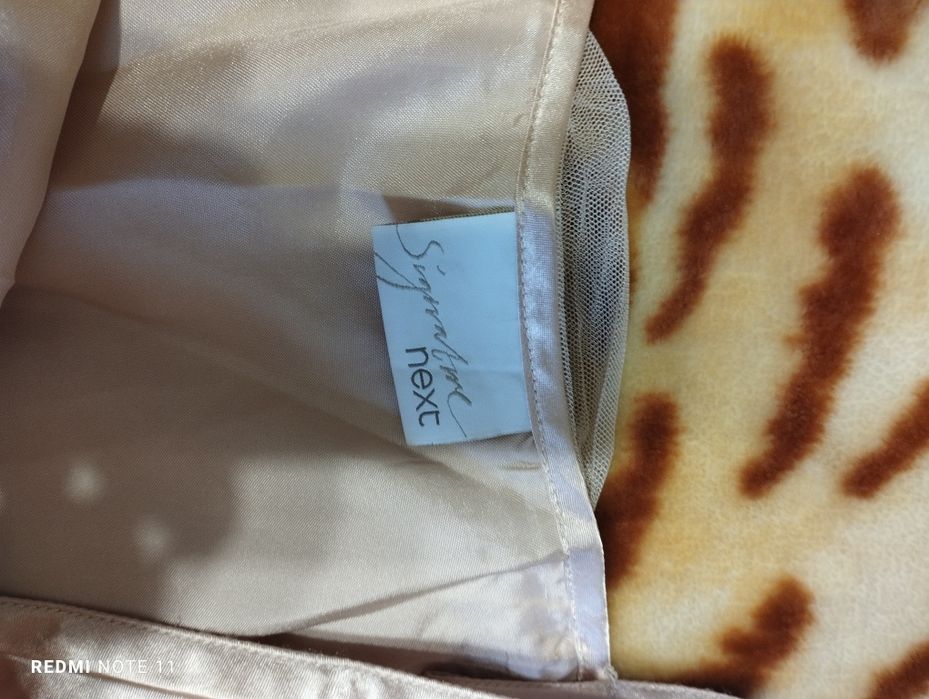 Signature
next
REDMI NOTE 11